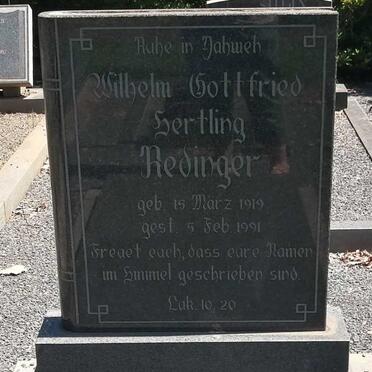 Ruhe in Jahweh
Wilhelm Gottfried
Hertling
Redinger
geb. 15 März 1919
gest. 5 Feb. 1991
Freuet euch, dass eure Namen
im Himmel geschrieben sind.
Luk. 10, 20